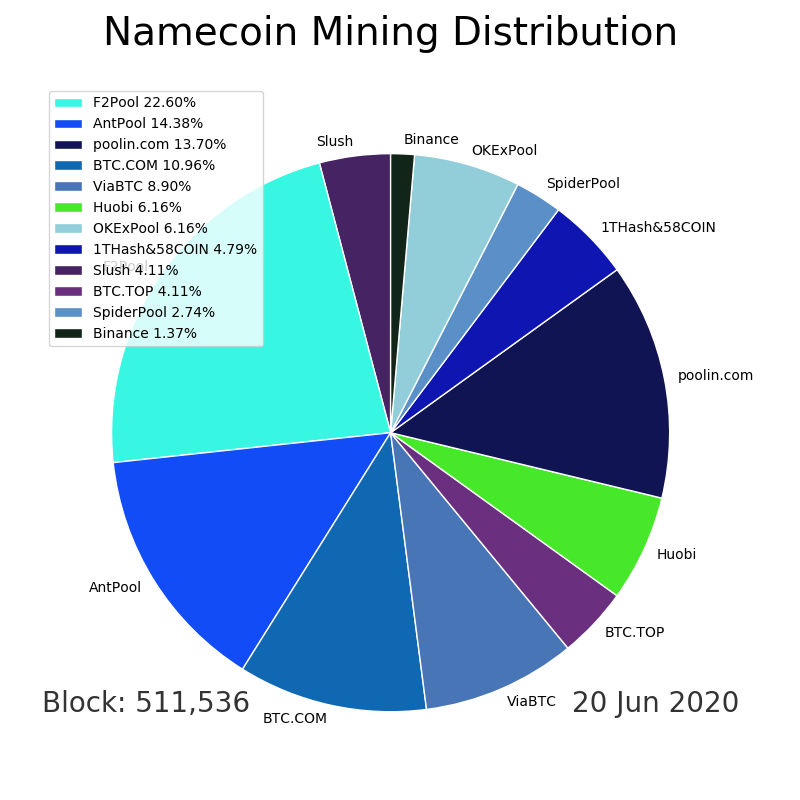 Namecoin Mining Distribution
F2Pool 22.60%
AntPool 14.38%
poolin.com 13.70%
BTC.COM 10.96%
ViaBTC 8.90%
Huobi 6.16%
OKExPool 6.16%
1THash&58COIN 4.79%
Slush 4.11%
BTC.TOP 4.11%
SpiderPool 2.74%
Binance 1.37%
Slush
Binance
OKExPool
SpiderPool
1THash&58COIN
F2Pool
poolin.com
Huobi
AntPool
BTC.TOP
ViaBTC
BTC.COM
Block: 511,536
20 Jun 2020